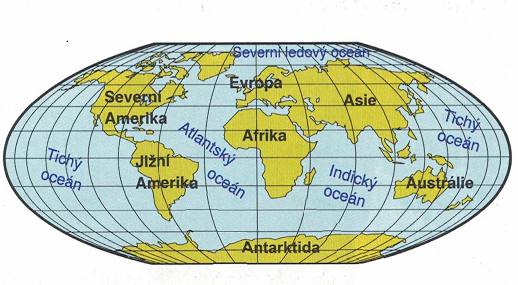 Severní ledový oceán
Evropa
Severní
Amerika
Asie
Tichý
oceán
Atlantský
oceán
Afrika
Tichý
oceán
Jlžní
Amerika
Indický
oceán
Austrálie
Antarktida